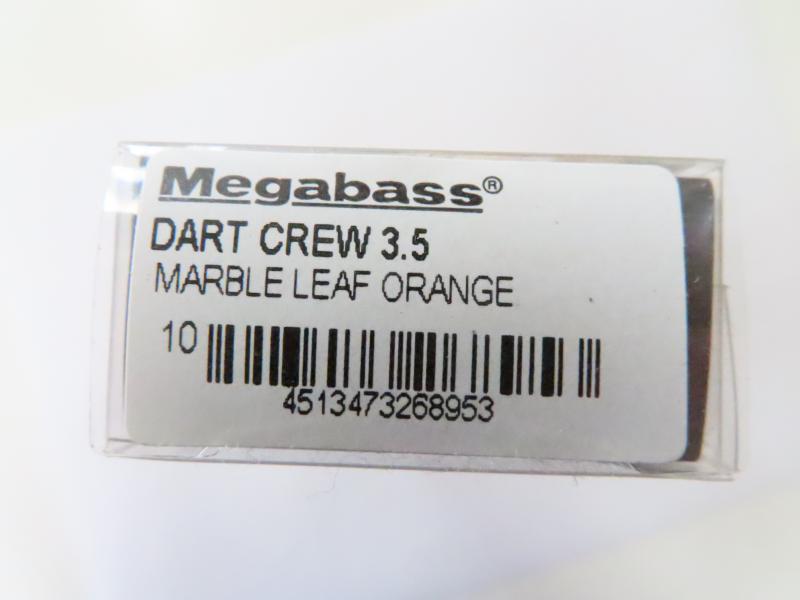 Megabass®
DART CREW 3.5
MARBLE LEAF ORANGE
10
4513473268953